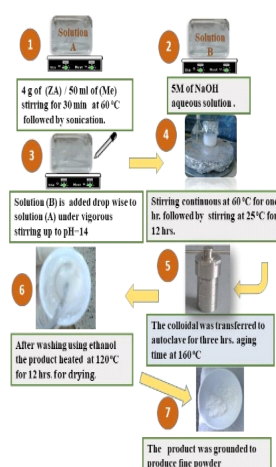 1
Solution
A
2
Solution
B
4 g of (ZA) / 50 ml of (Me)
stirring for 30 min at 60 °C
followed by sonication.
5M of NaOH
aqueous solution .
3
4
Solution (B) is added drop wise to
solution (A) under vigorous
stirring up to pH~14
Stirring continuous at 60 °C for one
hr. followed by stirring at 25°C for
12 hrs.
5
The colloidal was transferred to
autoclave for three hrs. aging
time at 160°C
6
After washing using ethanol
the product heated at 120°C
for 12 hrs. for drying.
7
The product was grounded to
produce fine powder